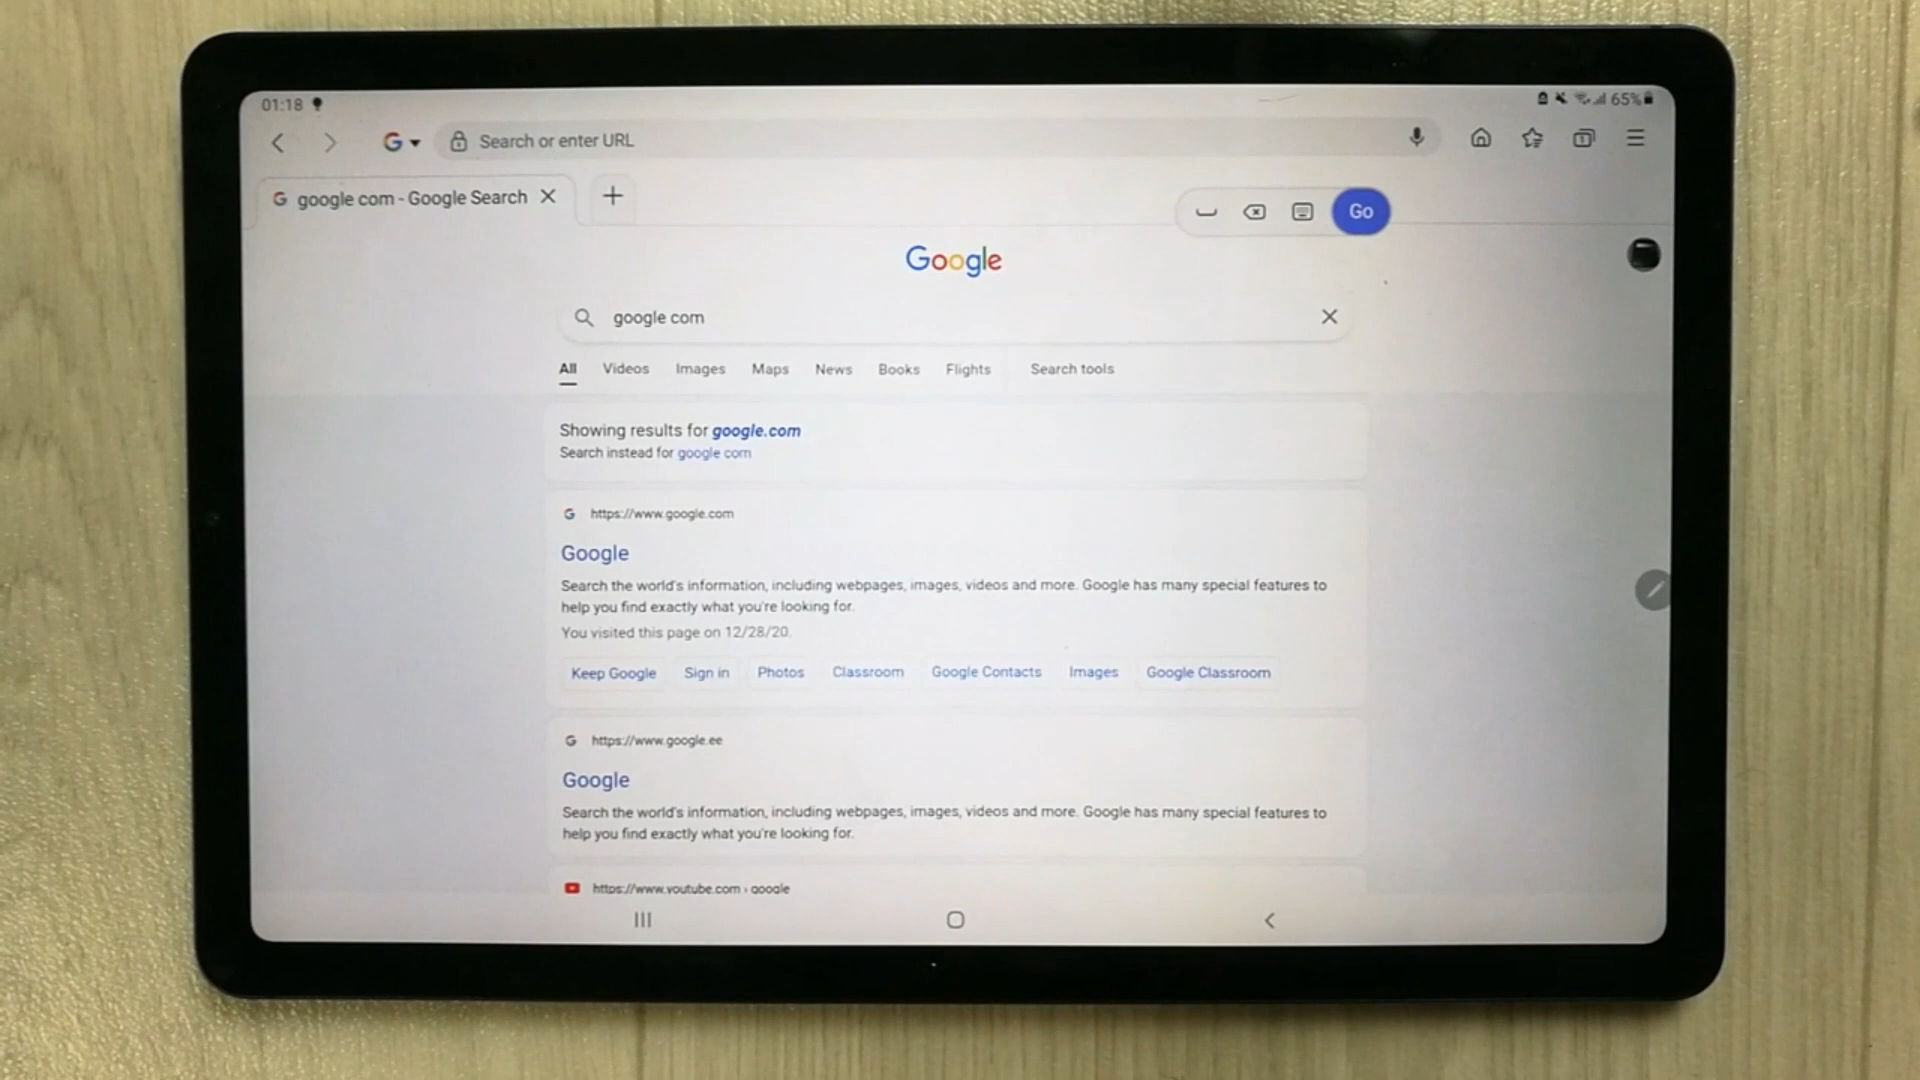 01:18
65%
Search or enter URL
google com - Google Search
Go
Google
google com
All Videos Images Maps News Books Flights Search tools
Showing results for google.com
Search instead for google com
https://www.google.com
Google
Search the world's information, including webpages, images, videos and more. Google has many special features to
help you find exactly what you're looking for.
You visited this page on 12/28/20.
Keep Google Sign in Photos Classroom Google Contacts Images Google Classroom
https://www.google.ee
Google
Search the world's information, including webpages, images, videos and more. Google has many special features to
help you find exactly what you're looking for.
https://www.youtube.com › google